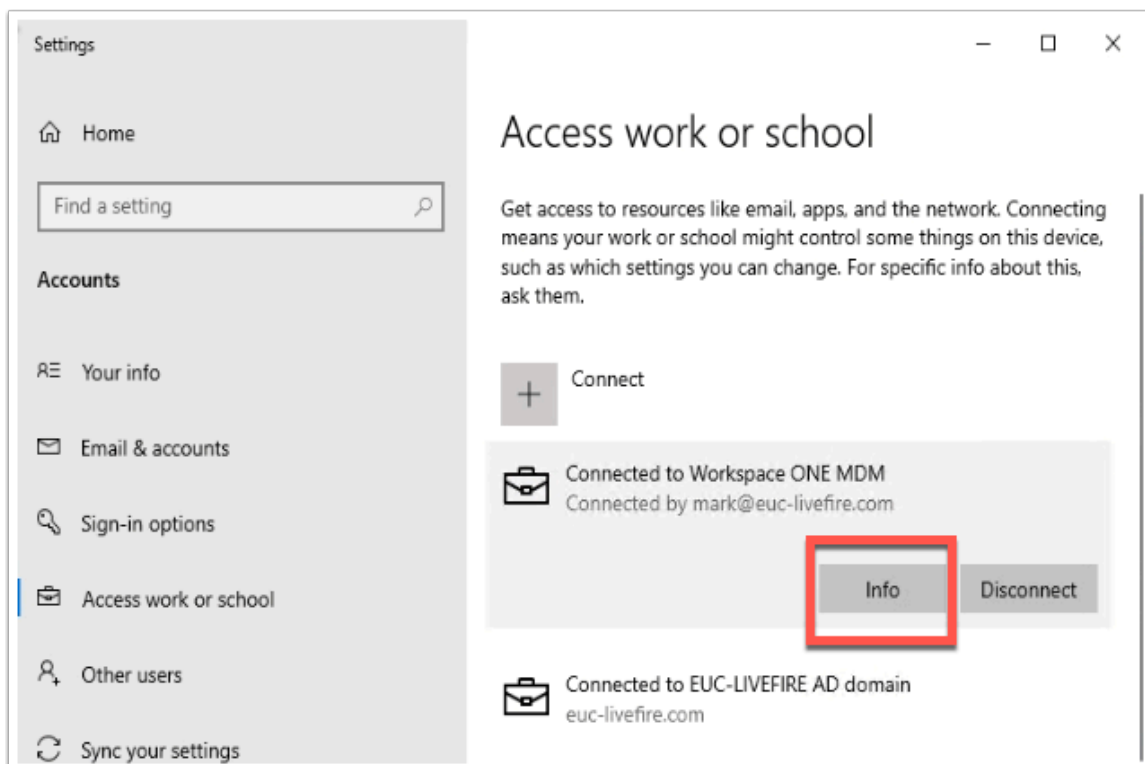 Settings
Home
Find a setting
Accounts
Your info
Email & accounts
Sign-in options
Access work or school
Other users
Sync your settings
Access work or school
Get access to resources like email, apps, and the network. Connecting
means your work or school might control some things on this device,
such as which settings you can change. For specific info about this,
ask them.
Connect
Connected to Workspace ONE MDM
Connected by mark@euc-livefire.com
Info
Disconnect
Connected to EUC-LIVEFIRE AD domain
euc-livefire.com